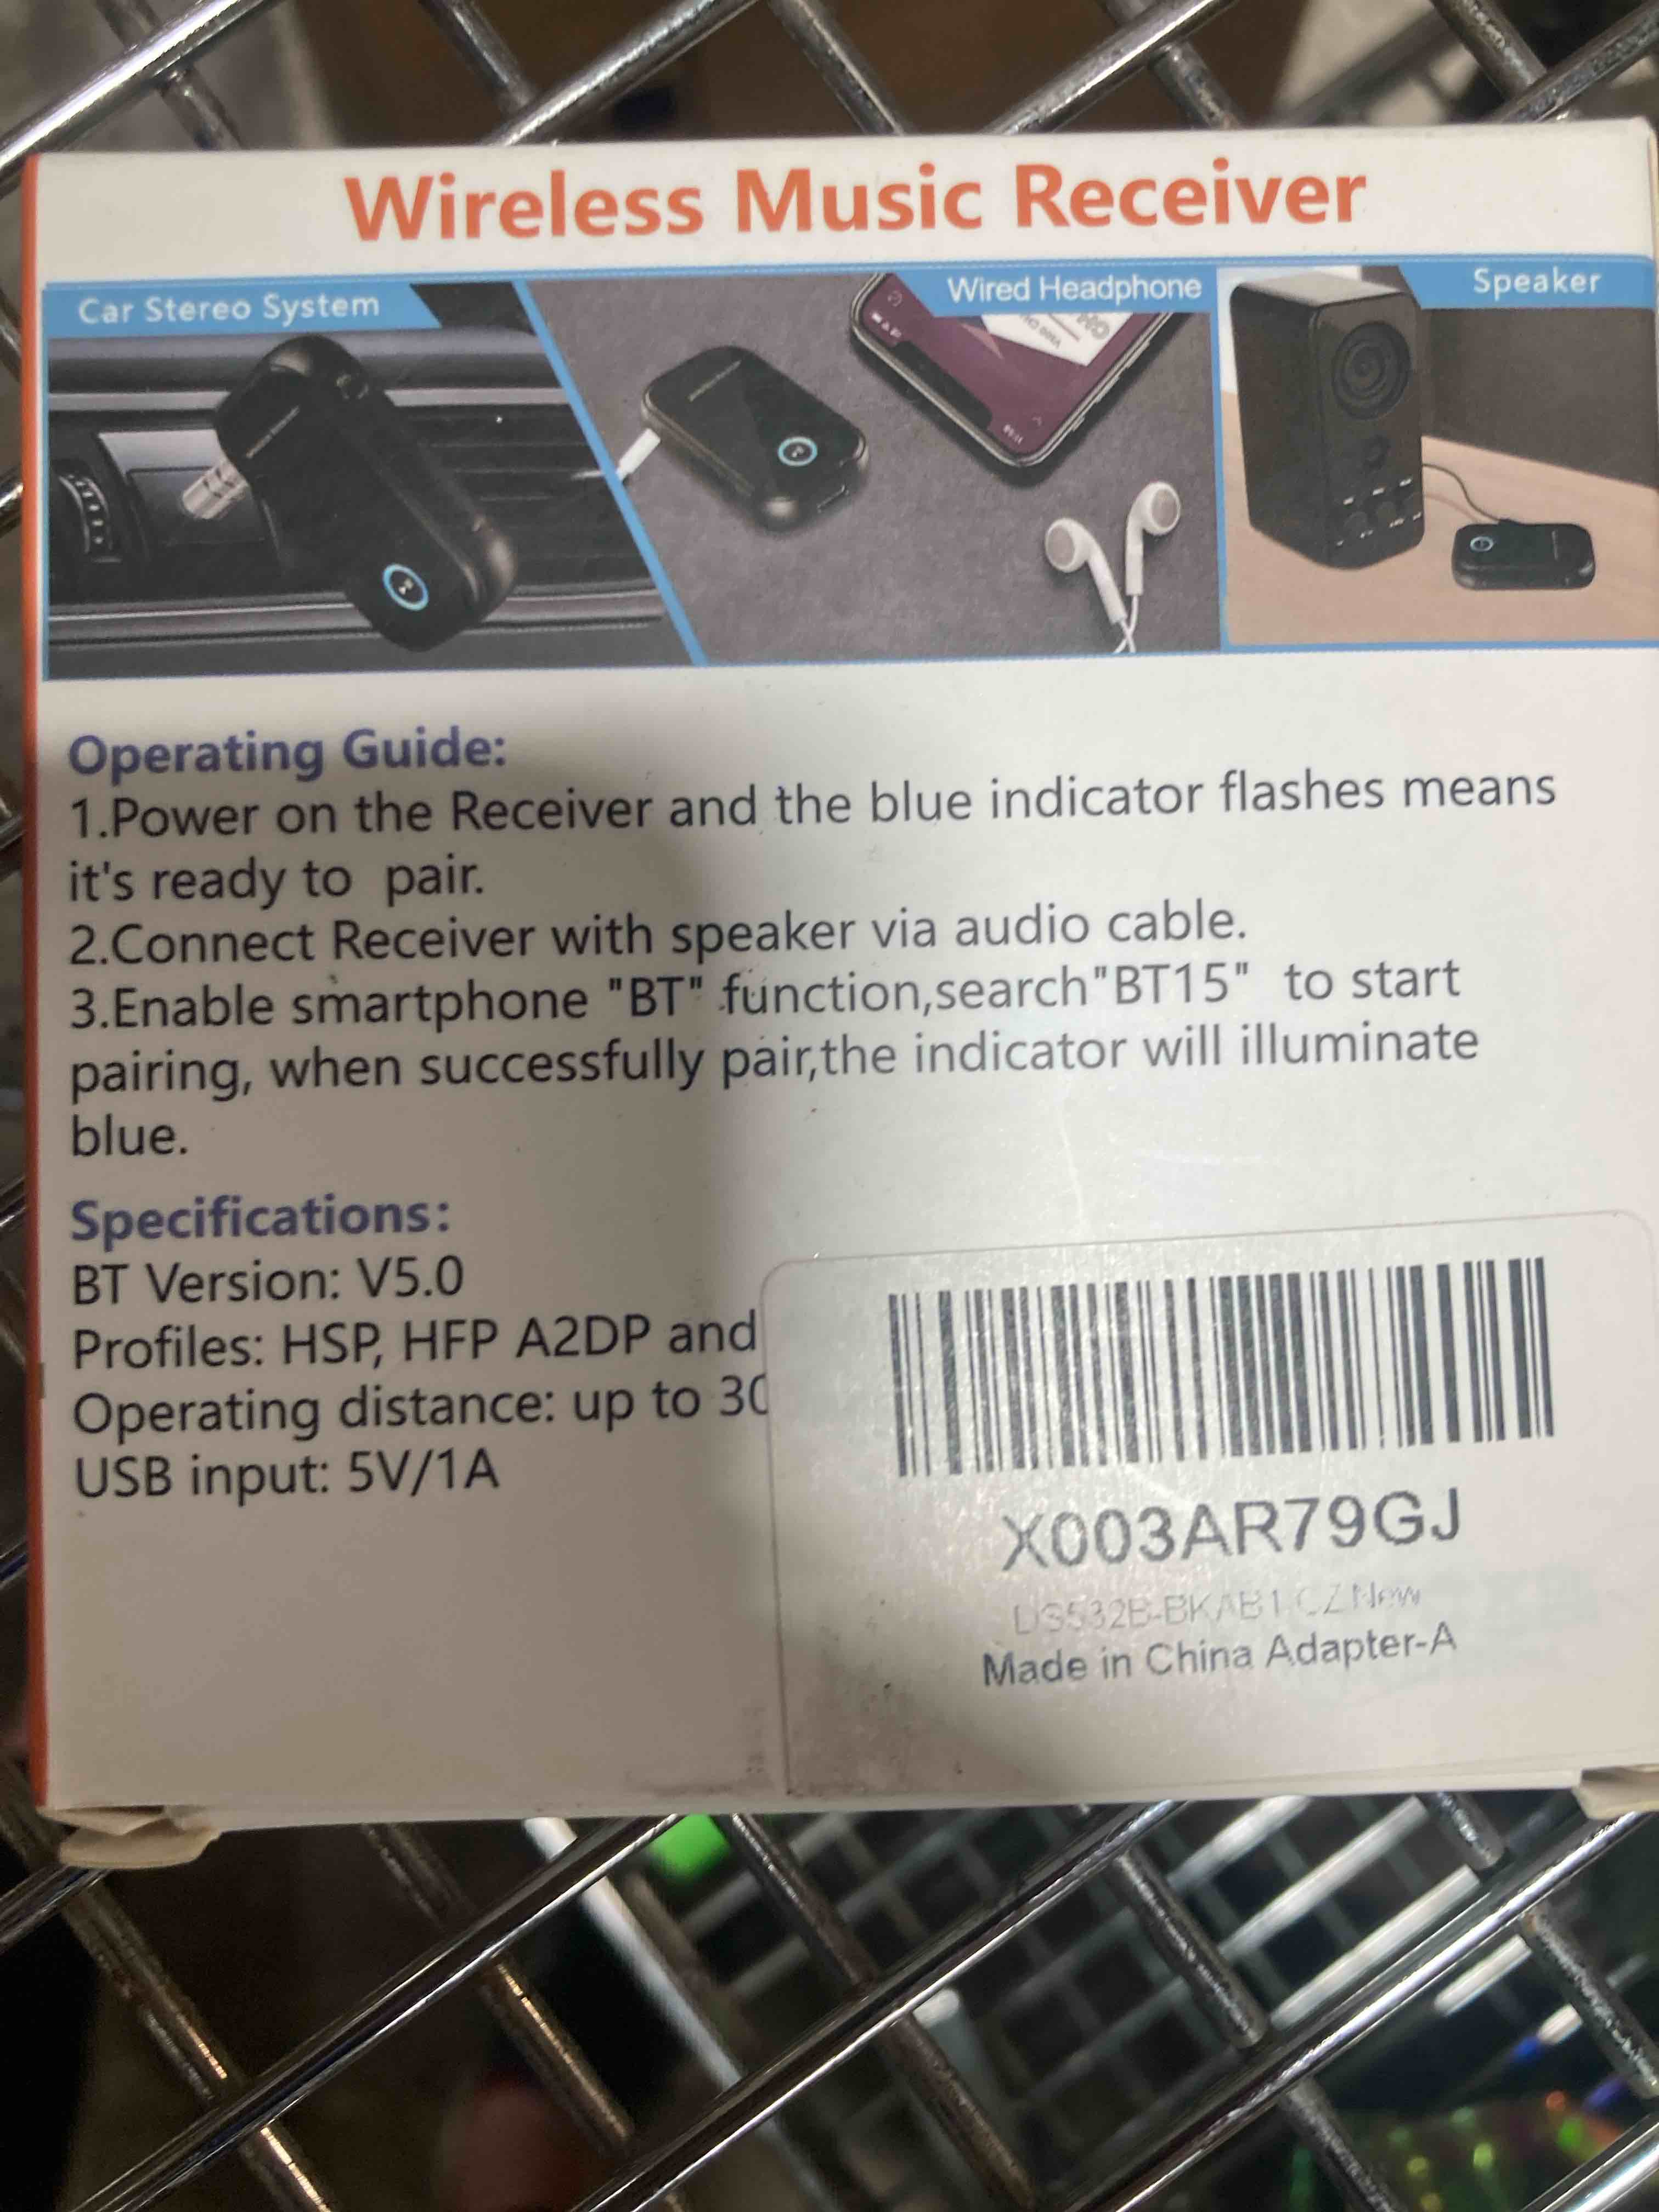 Wireless Music Receiver
Car Stereo System
Wired Headphone
Speaker
Operating Guide:
1.Power on the Receiver and the blue indicator flashes means
it's ready to pair.
2.Connect Receiver with speaker via audio cable.
3.Enable smartphone "BT" function,search"BT15" to start
pairing, when successfully pair,the indicator will illuminate
blue.
Specifications:
BT Version: V5.0
Profiles: HSP, HFP A2DP and
Operating distance: up to 30
USB input: 5V/1A
X003AR79GJ
New
Made in China Adapter-A